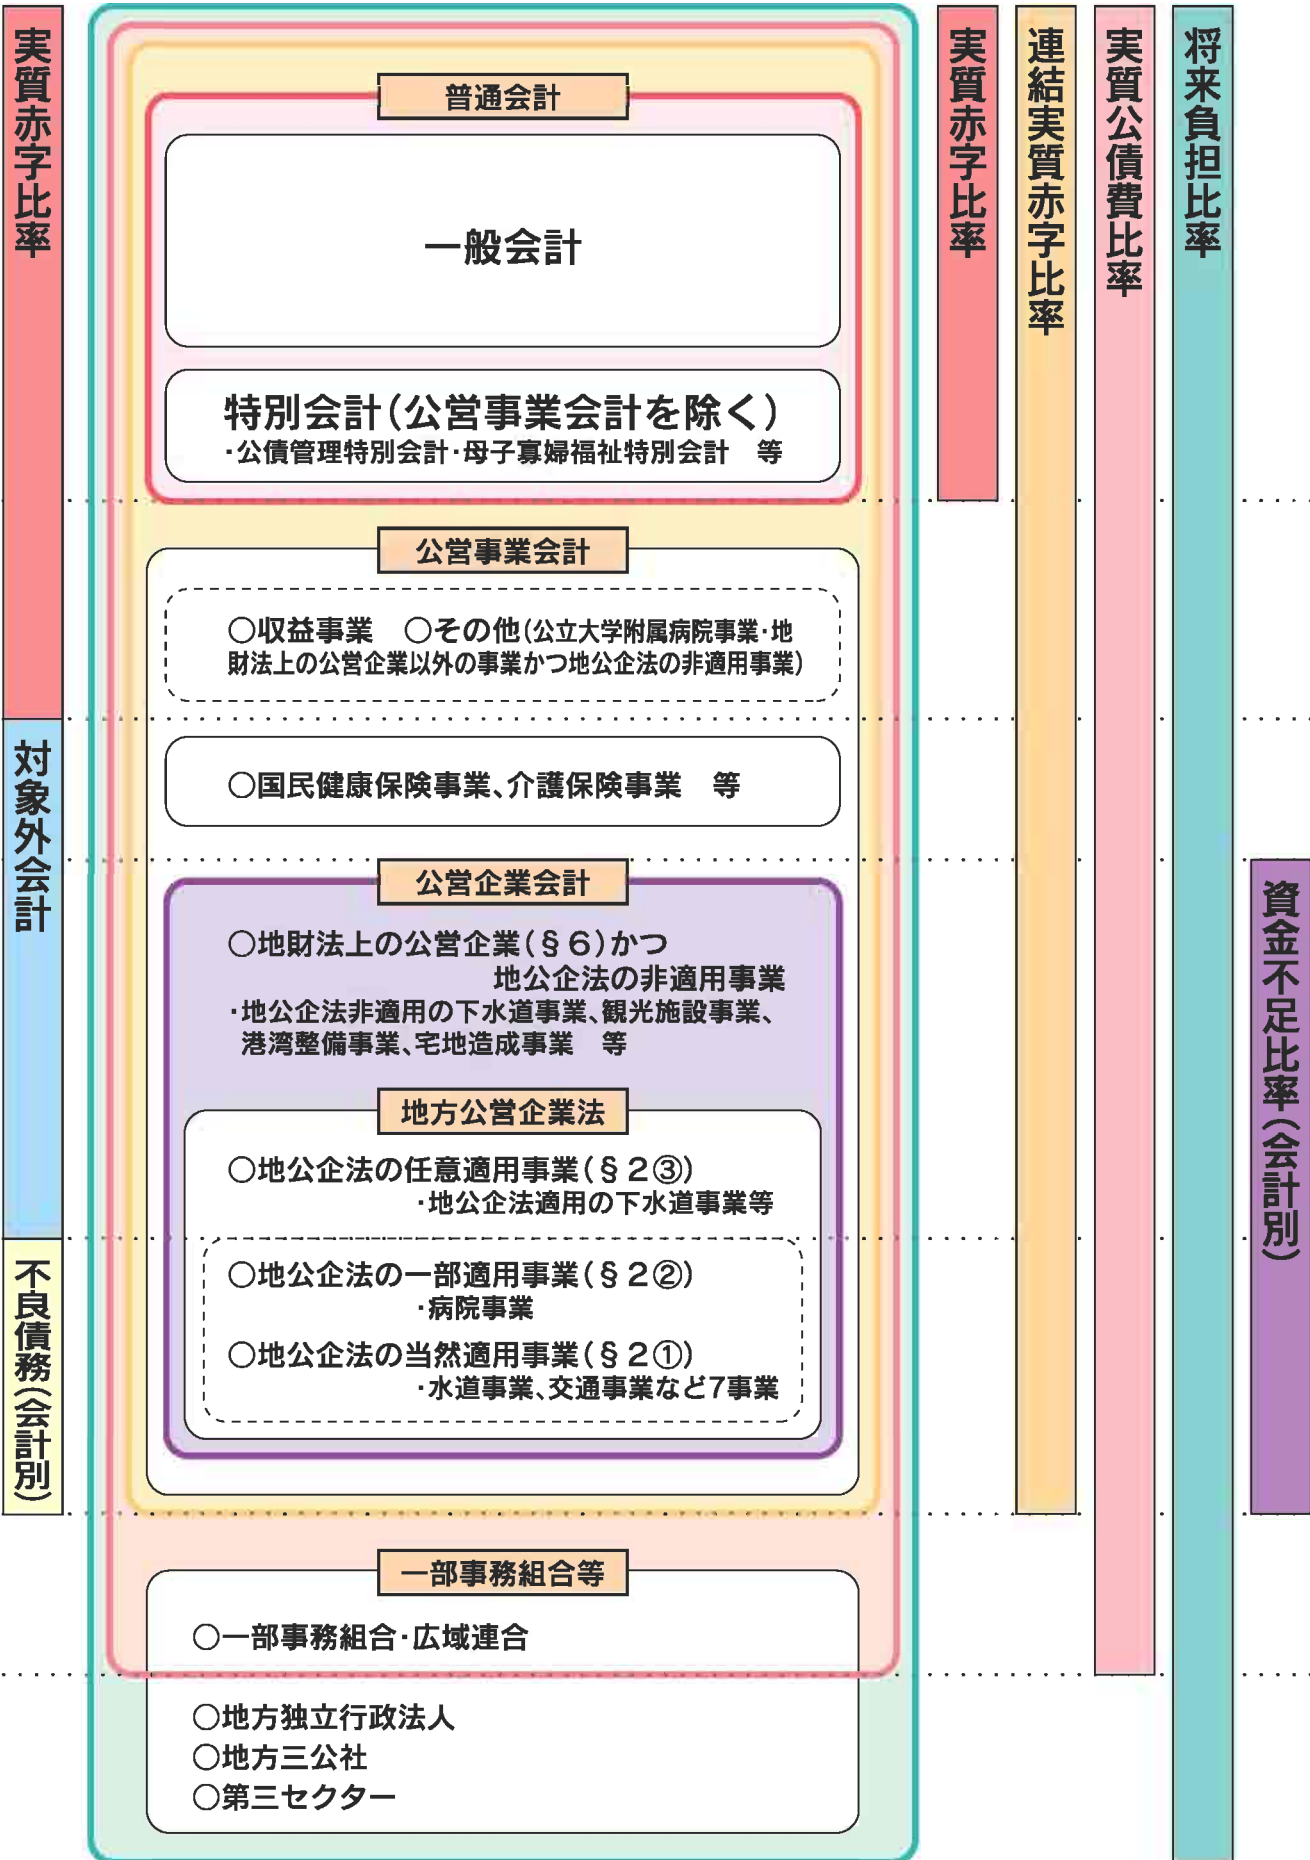 実質赤字比率
対象外会計
不良債務(会計別)
普通会計
一般会計
特別会計(公営事業会計を除く)
・公債管理特別会計・母子寡婦福祉特別会計　等
公営事業会計
○収益事業　○その他(公立大学附属病院事業・地
財法上の公営企業以外の事業かつ地公企法の非適用事業)
○国民健康保険事業、介護保険事業　等
公営企業会計
○地財法上の公営企業(§6)かつ
地公企法の非適用事業
・地公企法非適用の下水道事業、観光施設事業、
港湾整備事業、宅地造成事業　等
地方公営企業法
○地公企法の任意適用事業(§2③)
・地公企法適用の下水道事業等
○地公企法の一部適用事業(§2②)
・病院事業
○地公企法の当然適用事業(§2①)
・水道事業、交通事業など7事業
一部事務組合等
○一部事務組合・広域連合
○地方独立行政法人
○地方三公社
○第三セクター
実質赤字比率
連結実質赤字比率
実質公債費比率
将来負担比率
資金不足比率(会計別)